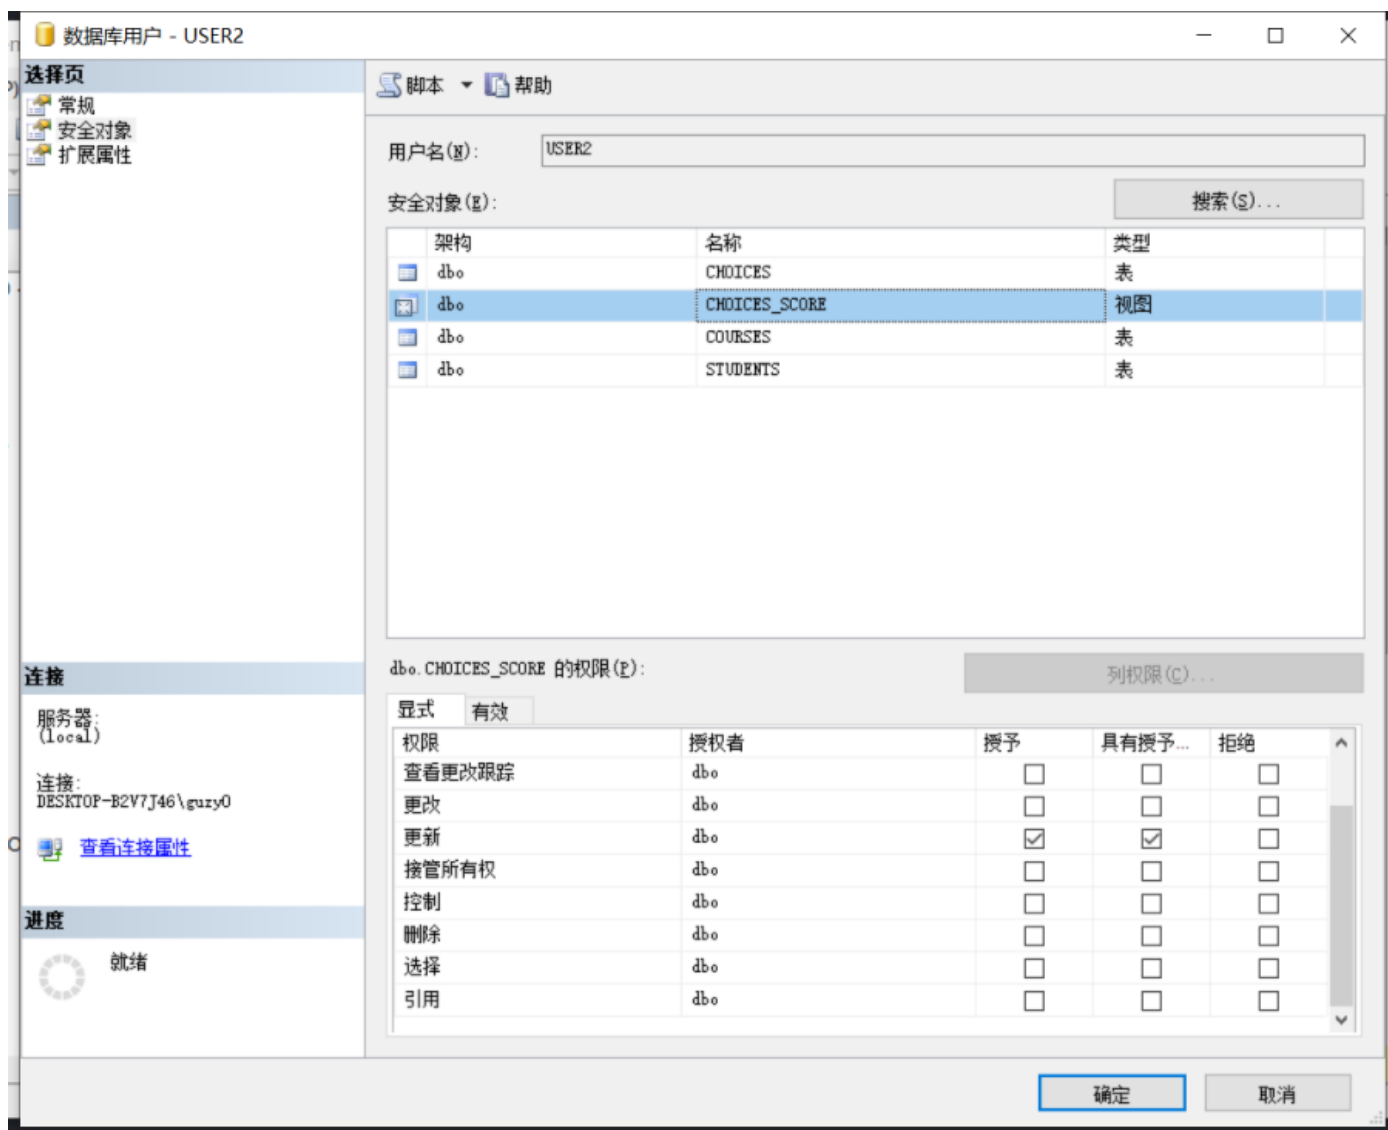 数据库用户 - USER2
选择页
常规
安全对象
扩展属性
脚本 帮助
用户名(N): USER2
安全对象(E): 搜索(S)...
架构 名称 类型
dbo CHOICES 表
dbo CHOICES_SCORE 视图
dbo COURSES 表
dbo STUDENTS 表
连接
服务器:
(local)
连接:
DESKTOP-B2V7J46\guzy0
查看连接属性
进度
就绪
dbo.CHOICES_SCORE 的权限(P): 列权限(C)...
显式 有效
权限 授权者 授予 具有授予... 拒绝
查看更改跟踪 dbo
更改 dbo
更新 dbo
接管所有权 dbo
控制 dbo
删除 dbo
选择 dbo
引用 dbo
确定 取消